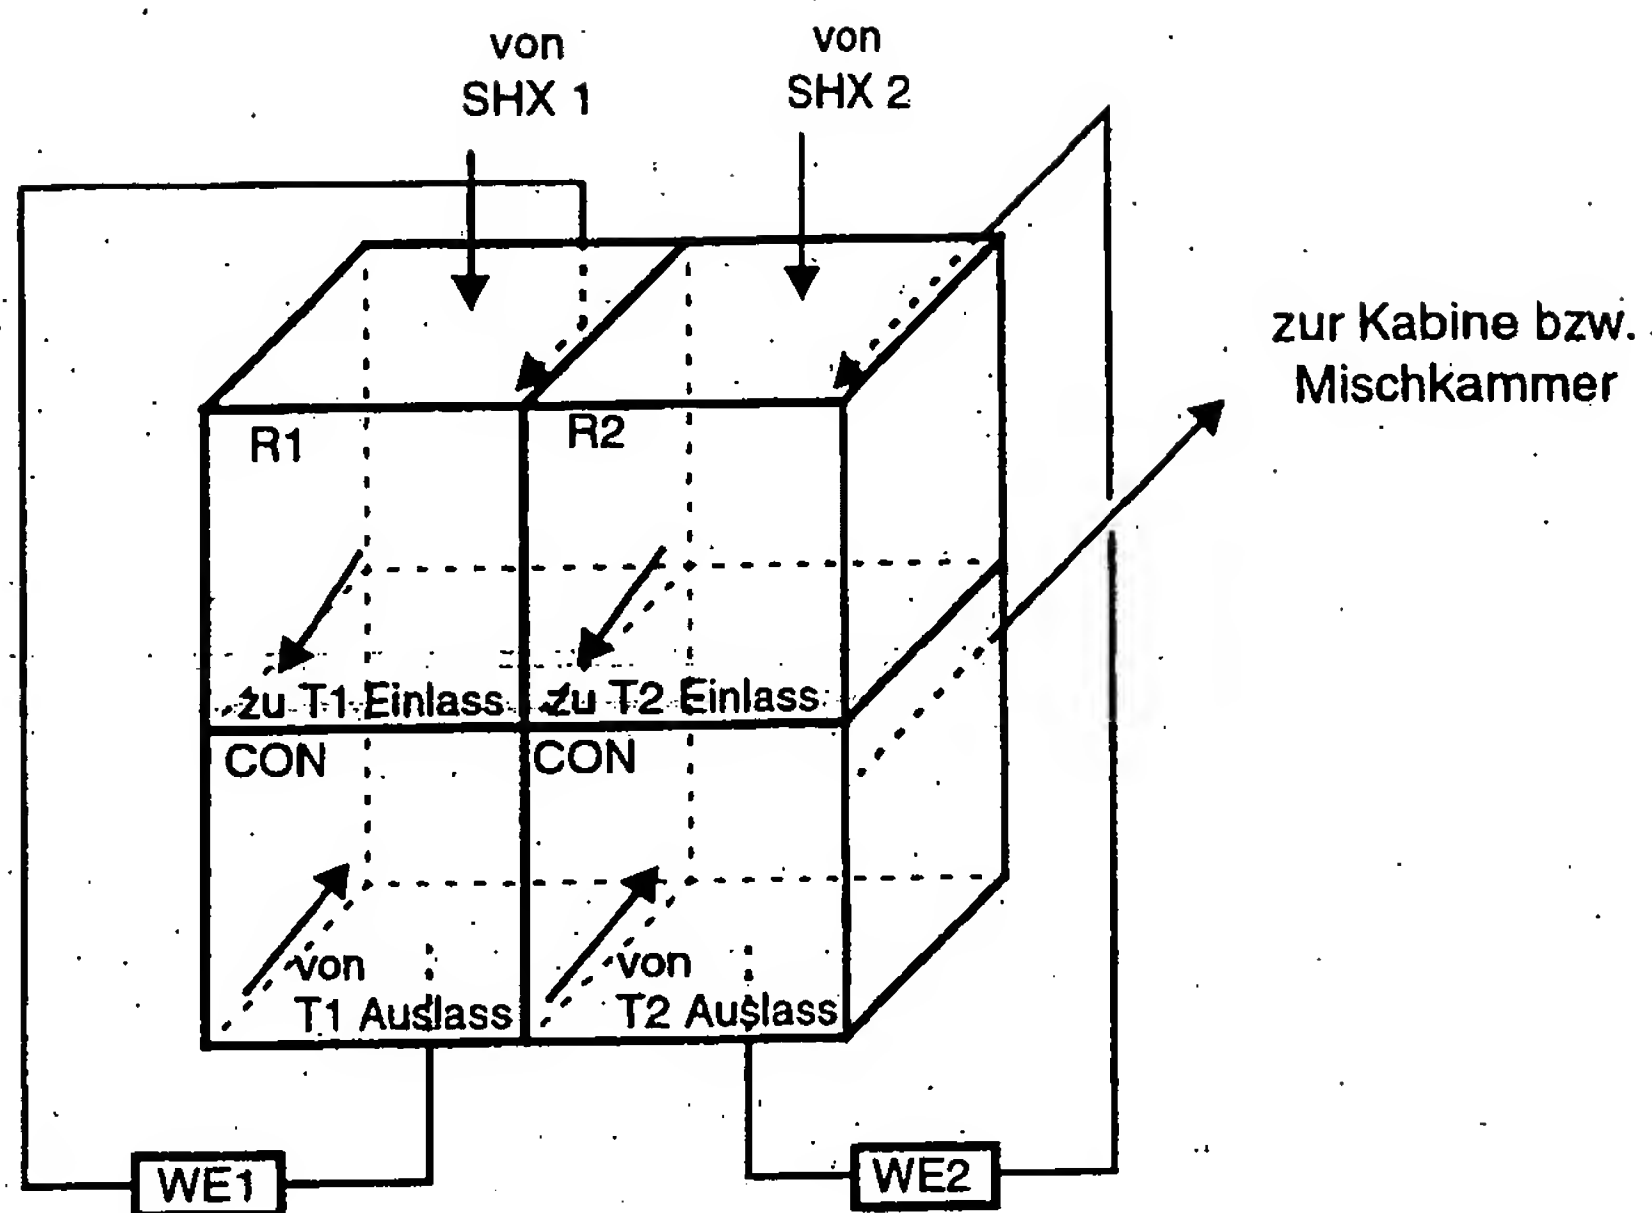 von
SHX 1
von
SHX 2
zur Kabine bzw.
Mischkammer
R1
R2
zu T1 Einlass
zu T2 Einlass
CON
CON
von
T1 Auslass
von
T2 Auslass
WE1
WE2